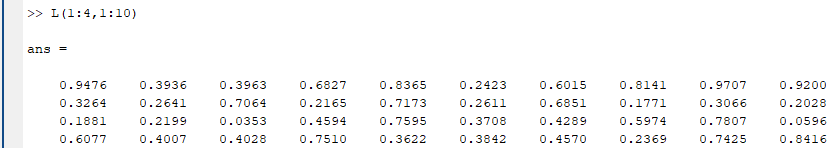 >> L(1:4,1:10)
ans =
0.9476 0.3936 0.3963 0.6827 0.8365 0.2423 0.6015 0.8141 0.9707 0.9200
0.3264 0.2641 0.7064 0.2165 0.7173 0.2611 0.6851 0.1771 0.3066 0.2028
0.1881 0.2199 0.0353 0.4594 0.7595 0.3708 0.4289 0.5974 0.7807 0.0596
0.6077 0.4007 0.4028 0.7510 0.3622 0.3842 0.4570 0.2369 0.7425 0.8416